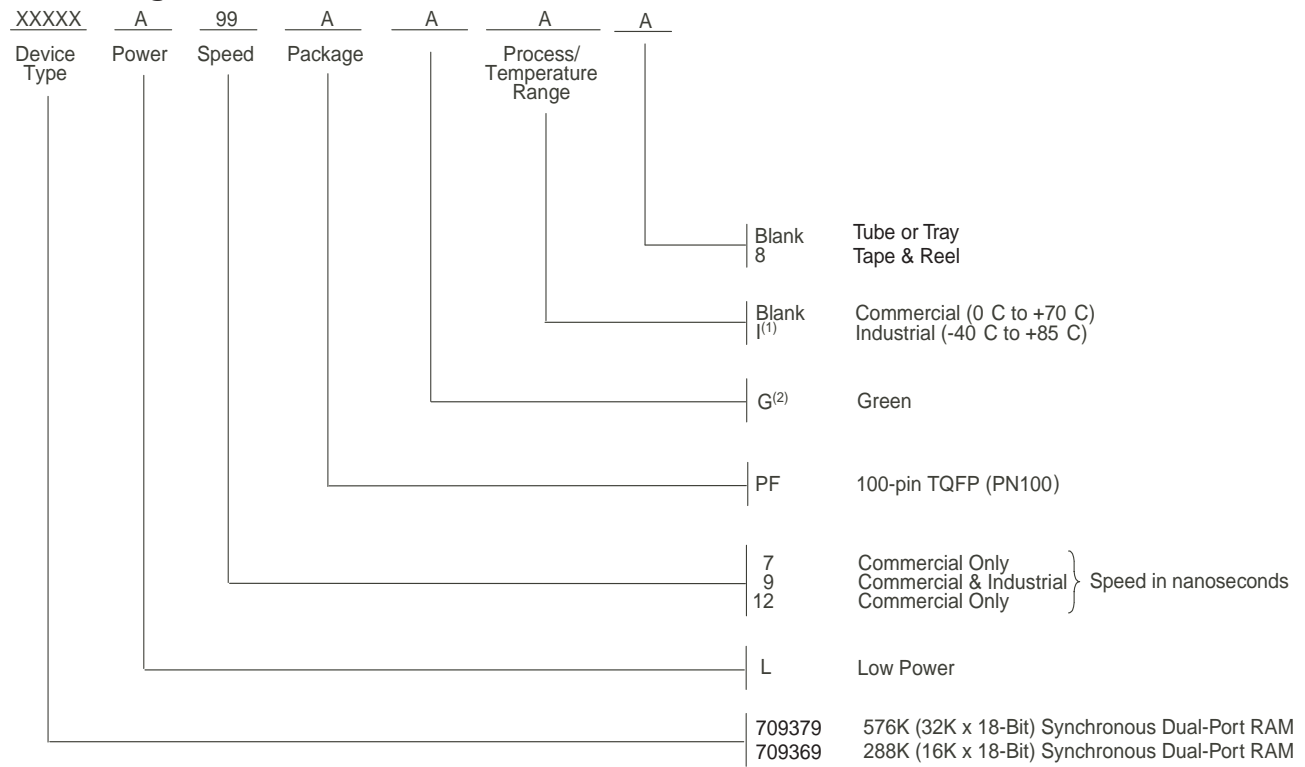 XXXXX A 99 A A A A
Device Type Power Speed Package Process/ Temperature Range
Blank Tube or Tray
8 Tape & Reel
Blank Commercial (0 C to +70 C)
I(1) Industrial (-40 C to +85 C)
G(2) Green
PF 100-pin TQFP (PN100)
7 Commercial Only
9 Commercial & Industrial Speed in nanoseconds
12 Commercial Only
L Low Power
709379 576K (32K x 18-Bit) Synchronous Dual-Port RAM
709369 288K (16K x 18-Bit) Synchronous Dual-Port RAM